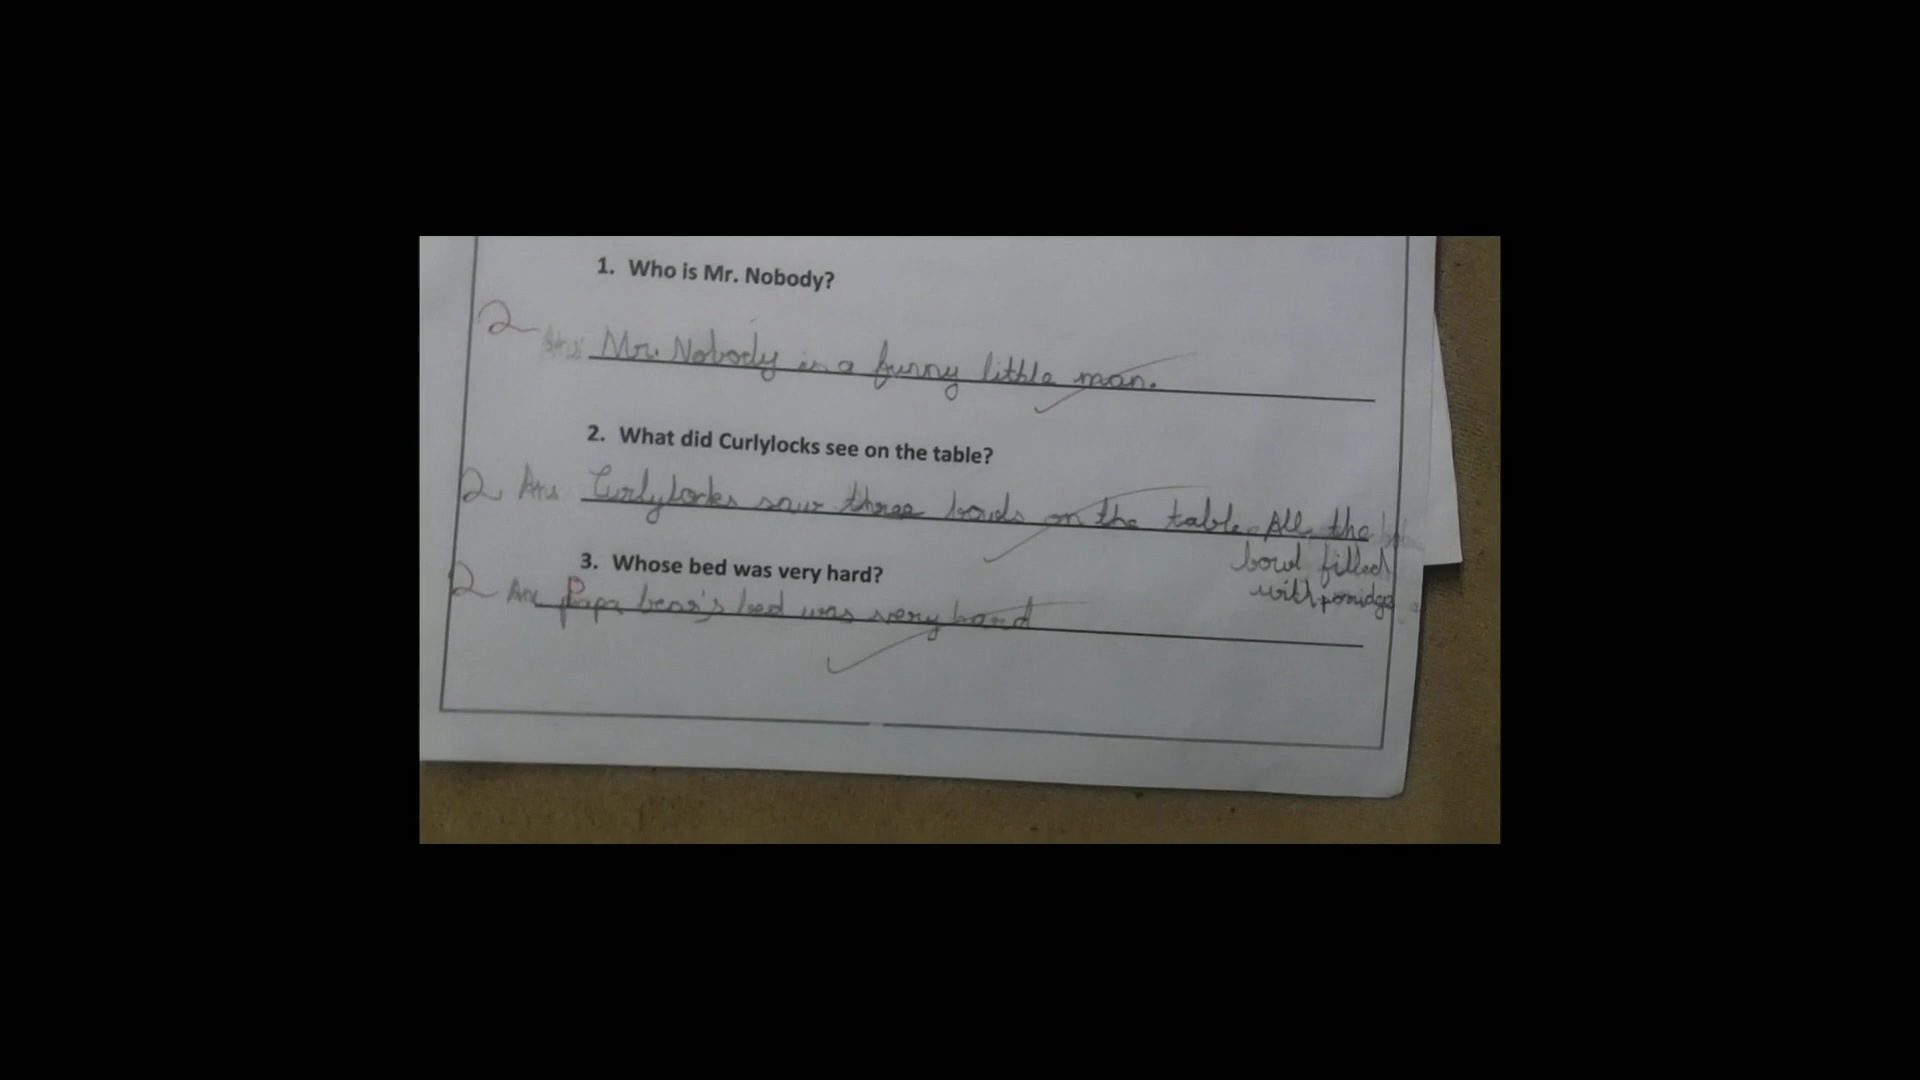 1. Who is Mr. Nobody?
2
Ans Mr. Nobody is a funny little man.
2. What did Curlylocks see on the table?
2 Ans Curlylocks saw three bowls on the table. All the
bowl filled
with porridge
3. Whose bed was very hard?
2 Ans Papa bear's bed was very hard